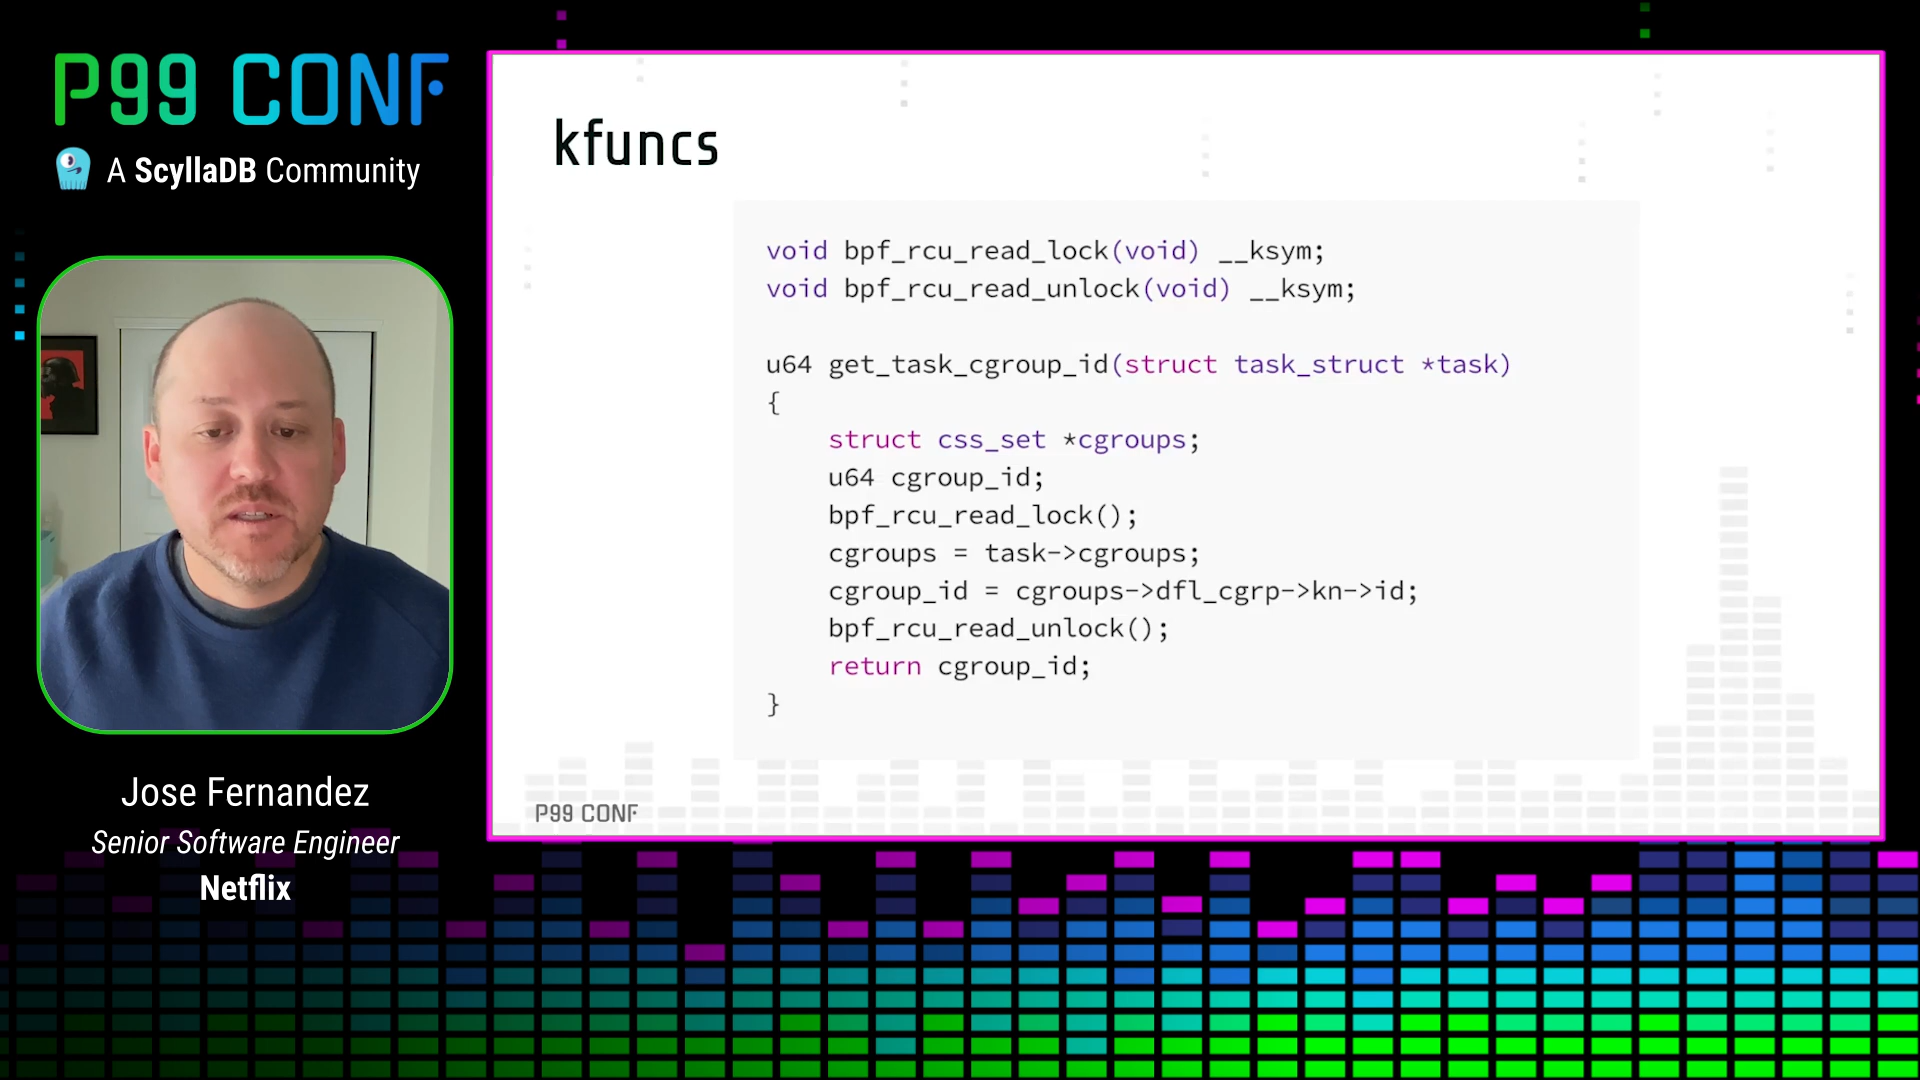 P99 CONF
A ScyllaDB Community
Jose Fernandez
Senior Software Engineer
Netflix
kfuncs
void bpf_rcu_read_lock(void) __ksym;
void bpf_rcu_read_unlock(void) __ksym;
u64 get_task_cgroup_id(struct task_struct *task)
{
    struct css_set *cgroups;
    u64 cgroup_id;
    bpf_rcu_read_lock();
    cgroups = task->cgroups;
    cgroup_id = cgroups->dfl_cgrp->kn->id;
    bpf_rcu_read_unlock();
    return cgroup_id;
}
P99 CONF